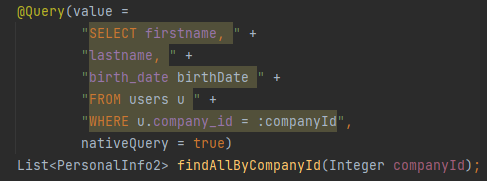 @Query(value =
"SELECT firstname, " +
"lastname, " +
"birth_date birthDate " +
"FROM users u " +
"WHERE u.company_id = :companyId",
nativeQuery = true)
List<PersonalInfo2> findAllByCompanyId(Integer companyId);